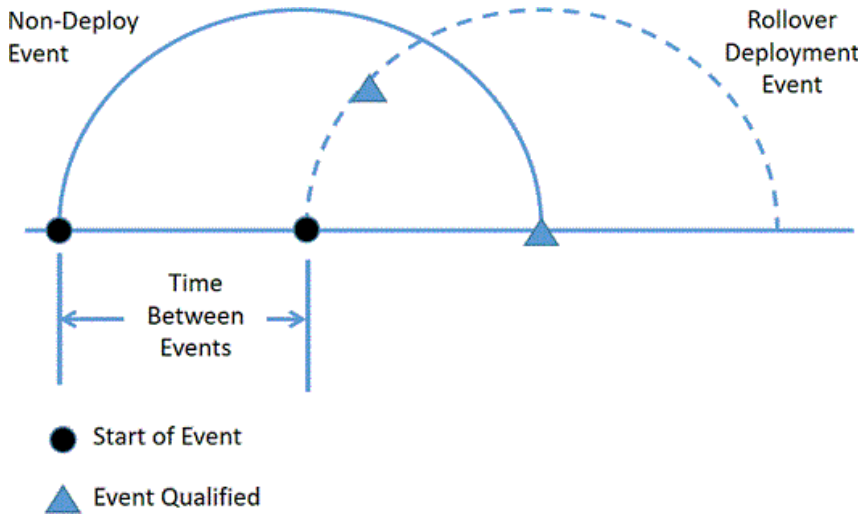 Non-Deploy
Event
Rollover
Deployment
Event
Time
Between
Events
Start of Event
Event Qualified